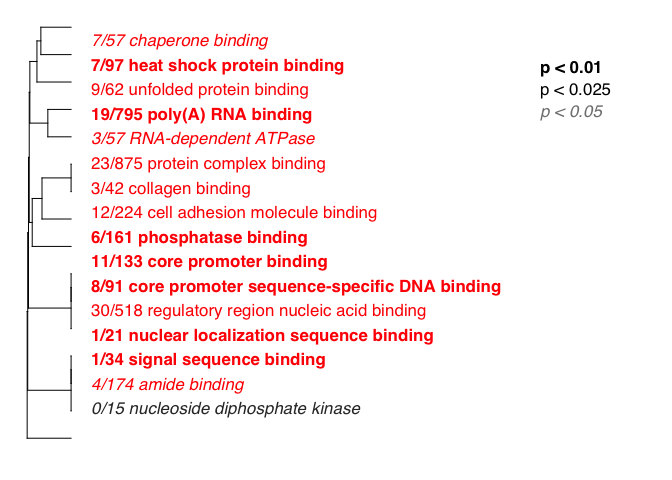 7/57 chaperone binding
7/97 heat shock protein binding
9/62 unfolded protein binding
19/795 poly(A) RNA binding
3/57 RNA-dependent ATPase
23/875 protein complex binding
3/42 collagen binding
12/224 cell adhesion molecule binding
6/161 phosphatase binding
11/133 core promoter binding
8/91 core promoter sequence-specific DNA binding
30/518 regulatory region nucleic acid binding
1/21 nuclear localization sequence binding
1/34 signal sequence binding
4/174 amide binding
0/15 nucleoside diphosphate kinase
p < 0.01
p < 0.025
p < 0.05